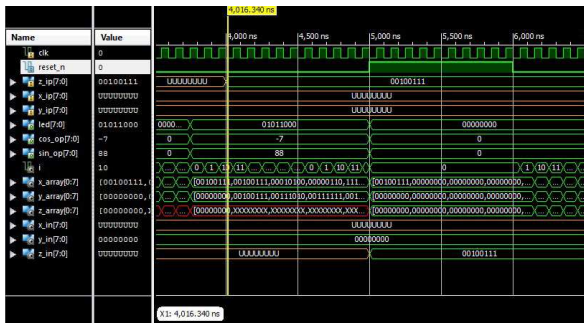 4,016.340 ns
Name Value 4,000 ns 4,500 ns 5,000 ns 5,500 ns 6,000 ns
clk 0
reset_n 0
z_ip[7:0] 00100111 UUUUUUUU 00100111
x_ip[7:0] UUUUUUUU UUUUUUUU
y_ip[7:0] UUUUUUUU UUUUUUUU
led[7:0] 01011000 0000... 01011000 00000000
cos_op[7:0] -7 0 -7 0
sin_op[7:0] 88 0 88 0
i 10 ... ... 0 1 10 11 ... ... ... 0 1 10 11 ... 0 1 10 11 ...
x_array[0:7] [00100111,0 ... ... [00100111,00100111,00010100,00000110,111... [00100111,00000000,00000000,00000000,...
y_array[0:7] [00000000,0 ... ... [00000000,00100111,00111010,00111111,001... [00000000,00000000,00000000,00000000,...
z_array[0:7] [00000000,X ... ... [00000000,XXXXXXXX,XXXXXXXX,XXXXXXXX,XXX... [00000000,00000000,00000000,00000000,...
x_in[7:0] UUUUUUUU UUUUUUUU
y_in[7:0] 00000000 00000000
z_in[7:0] UUUUUUUU UUUUUUUU 00100111
X1: 4,016.340 ns